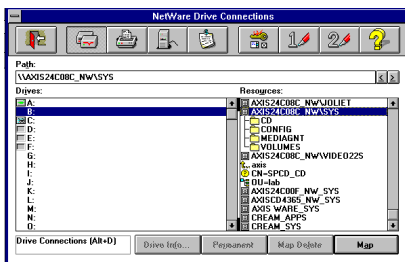 NetWare Drive Connections
Path:
\\AXIS24C08C_NW\SYS
Drives:
A:
B:
C:
D:
E:
F:
G:
H:
I:
J:
K:
L:
M:
N:
O:
Resources:
AXIS24C08C_NW\JOLIET
AXIS24C08C_NW\SYS
CD
CONFIG
MEDIAGNT
VOLUMES
AXIS24C08C_NW\VIDEO22S
axis
CN=SPCD_CD
OU=lab
AXIS24C00F_NW_SYS
AXISCD4365_NW_SYS
AXIS WARE_SYS
CREAM_APPS
CREAM_SYS
Drive Connections (Alt+D)
Drive Info...
Permanent
Map Delete
Map